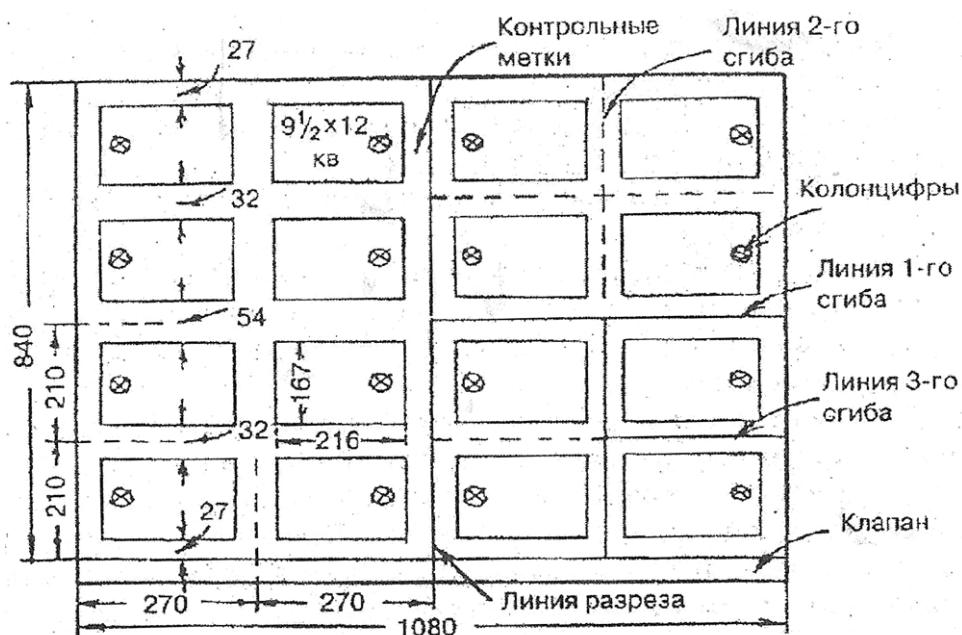 27
Контрольные
метки
Линия 2-го
сгиба
9½×12
кв
32
Колонцифры
Линия 1-го
сгиба
54
840
210
167
Линия 3-го
сгиба
32
216
210
27
Клапан
270
270
Линия разреза
1080